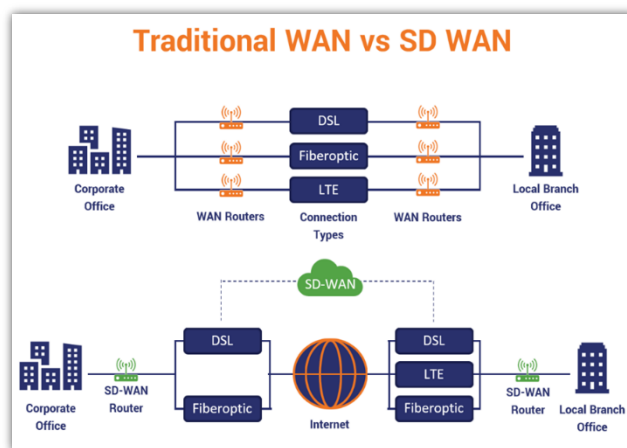 Traditional WAN vs SD WAN
DSL
Fiberoptic
LTE
Corporate
Office
WAN Routers
Connection
Types
WAN Routers
Local Branch
Office
SD-WAN
DSL
Fiberoptic
DSL
LTE
Fiberoptic
SD-WAN
Router
SD-WAN
Router
Corporate
Office
Internet
Local Branch
Office